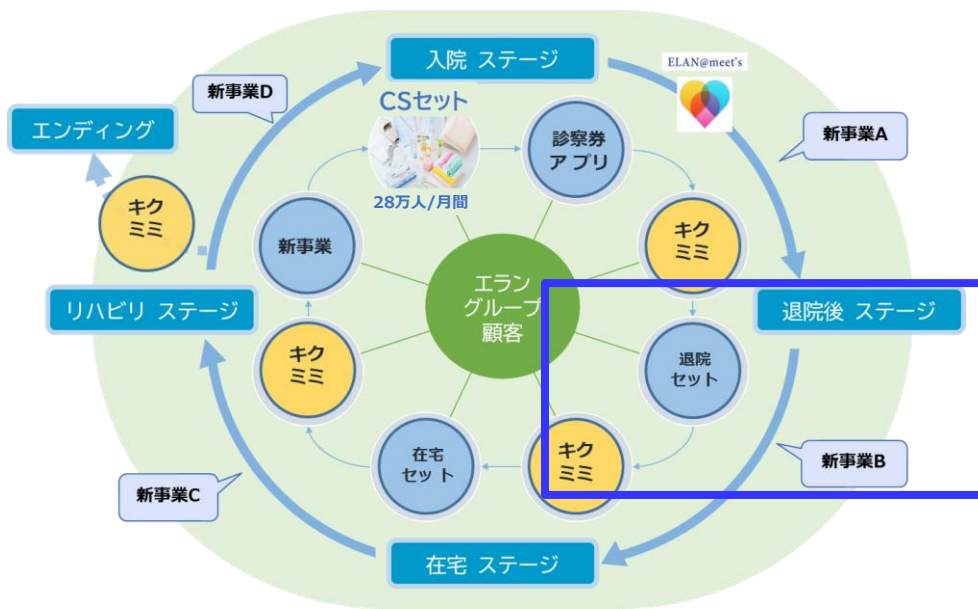 入院 ステージ
ELAN@meet's
新事業D
CSセット
エンディング
診察券
アプリ
新事業A
28万人/月間
キク
ミミ
キク
ミミ
新事業
エラン
グループ
顧客
リハビリ ステージ
退院後 ステージ
キク
ミミ
退院
セット
在宅
セット
キク
ミミ
新事業B
新事業C
在宅 ステージ